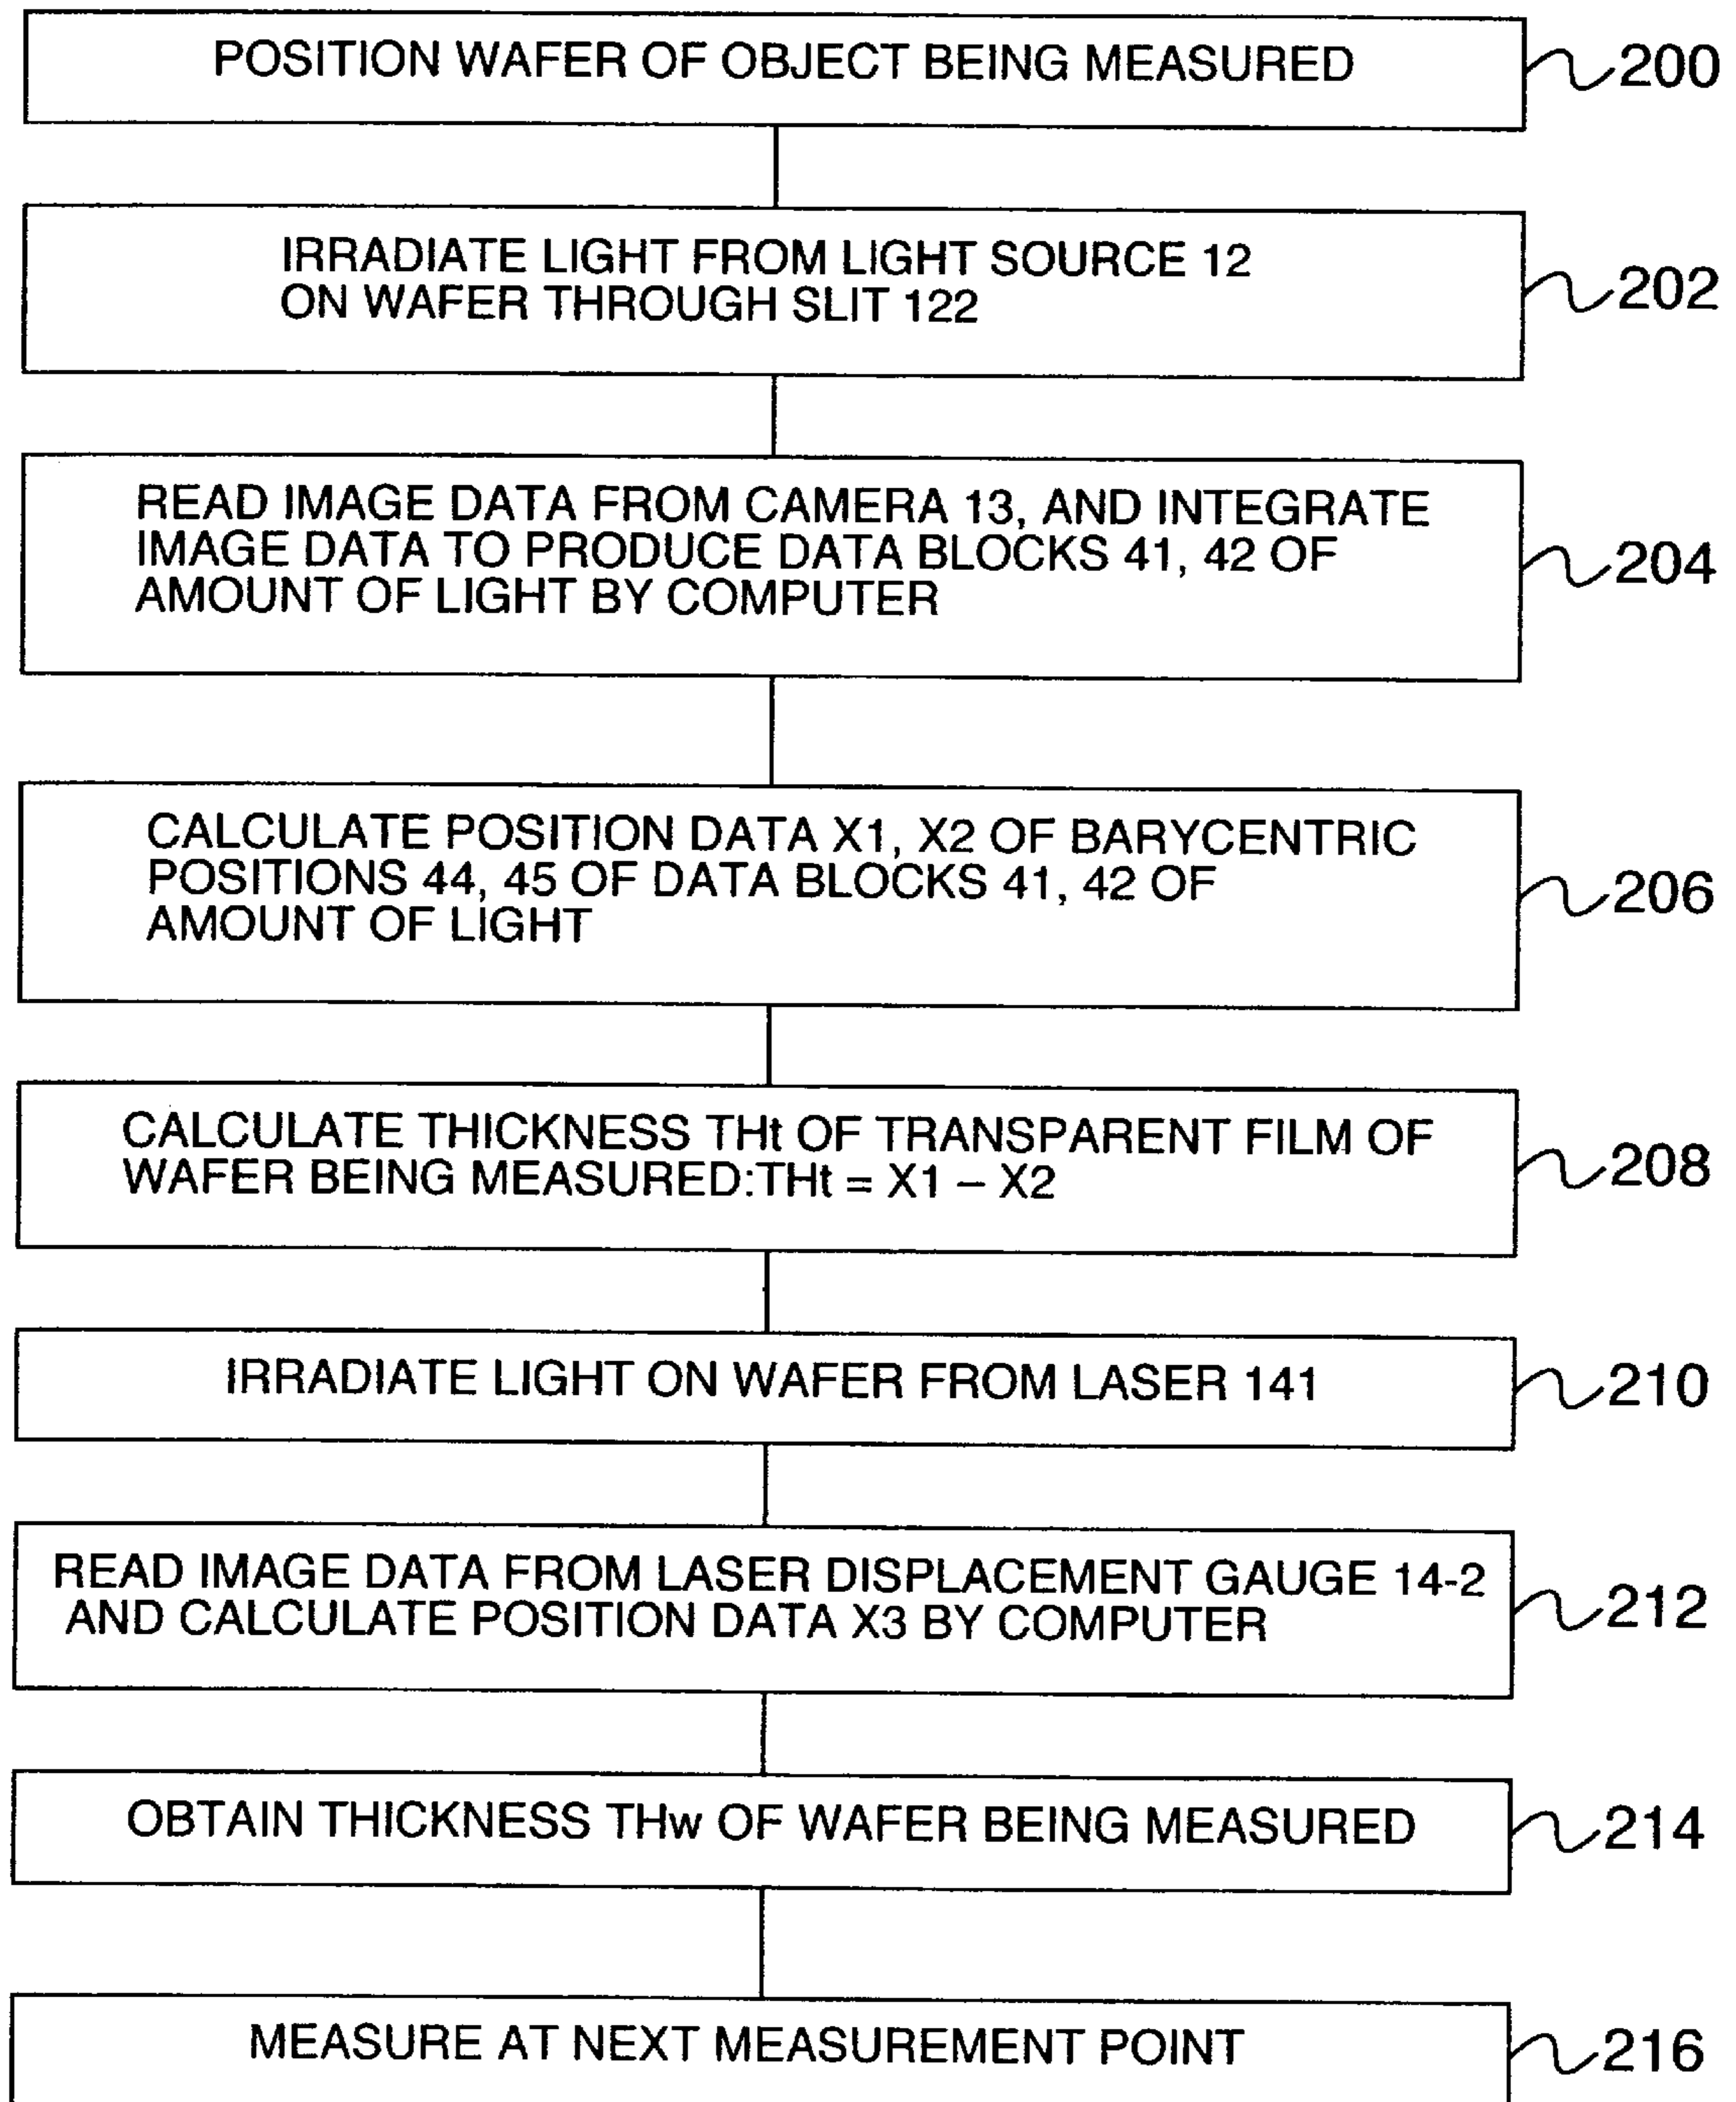 POSITION WAFER OF OBJECT BEING MEASURED
200
IRRADIATE LIGHT FROM LIGHT SOURCE 12
ON WAFER THROUGH SLIT 122
202
READ IMAGE DATA FROM CAMERA 13, AND INTEGRATE
IMAGE DATA TO PRODUCE DATA BLOCKS 41, 42 OF
AMOUNT OF LIGHT BY COMPUTER
204
CALCULATE POSITION DATA X1, X2 OF BARYCENTRIC
POSITIONS 44, 45 OF DATA BLOCKS 41, 42 OF
AMOUNT OF LIGHT
206
CALCULATE THICKNESS THt OF TRANSPARENT FILM OF
WAFER BEING MEASURED:THt = X1 – X2
208
IRRADIATE LIGHT ON WAFER FROM LASER 141
210
READ IMAGE DATA FROM LASER DISPLACEMENT GAUGE 14-2
AND CALCULATE POSITION DATA X3 BY COMPUTER
212
OBTAIN THICKNESS THw OF WAFER BEING MEASURED
214
MEASURE AT NEXT MEASUREMENT POINT
216